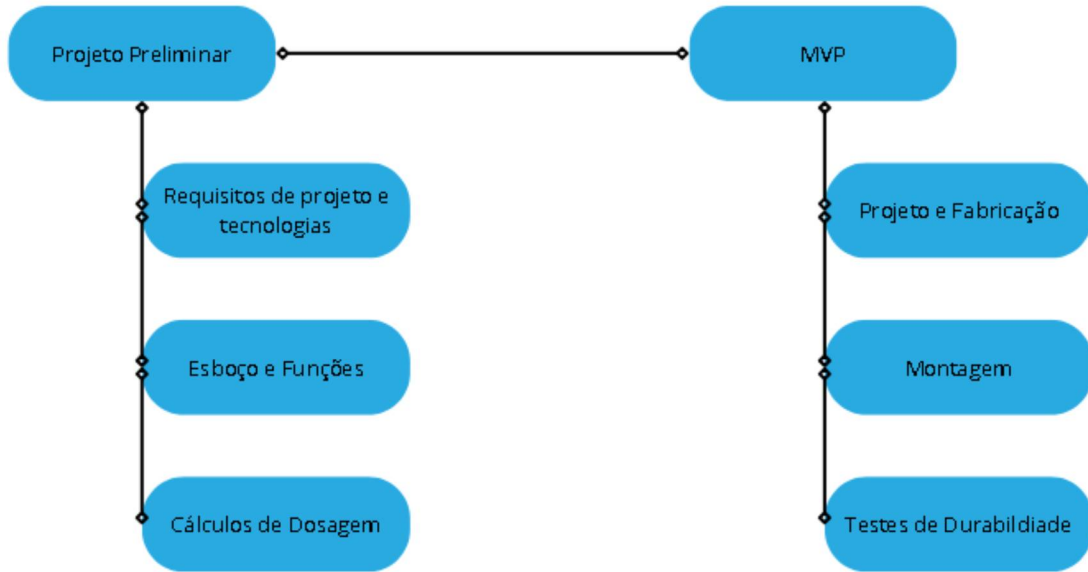 Projeto Preliminar
MVP
Requisitos de projeto e
tecnologias
Projeto e Fabricação
Esboço e Funções
Montagem
Cálculos de Dosagem
Testes de Durabildiade